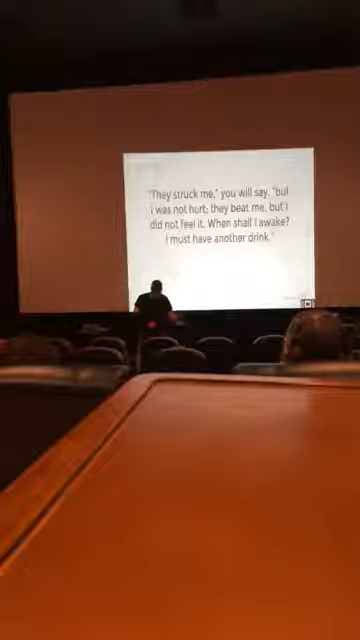 "They struck me," you will say, "but
I was not hurt; they beat me, but I
did not feel it. When shall I awake?
I must have another drink."